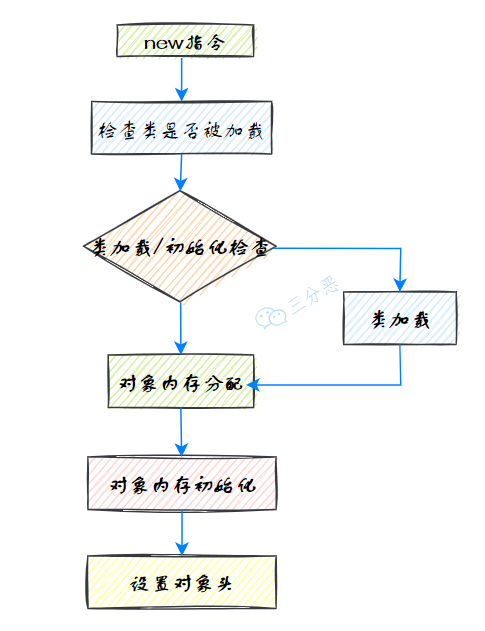 new指令
检查类是否被加载
类加载/初始化检查
三分恶
类加载
对象内存分配
对象内存初始化
设置对象头